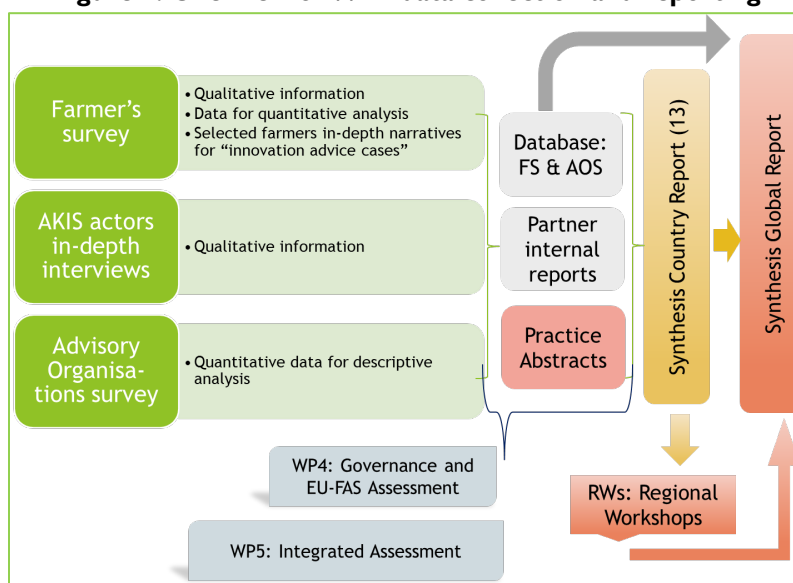 Farmer's
survey
• Qualitative information
• Data for quantitative analysis
• Selected farmers in-depth narratives
for "innovation advice cases"
AKIS actors
in-depth
interviews
• Qualitative information
Advisory
Organisa-
tions survey
• Quantitative data for descriptive
analysis
Database:
FS & AOS
Partner
internal
reports
Practice
Abstracts
Synthesis Country Report (13)
Synthesis Global Report
WP4: Governance and
EU-FAS Assessment
WP5: Integrated Assessment
RWs: Regional
Workshops